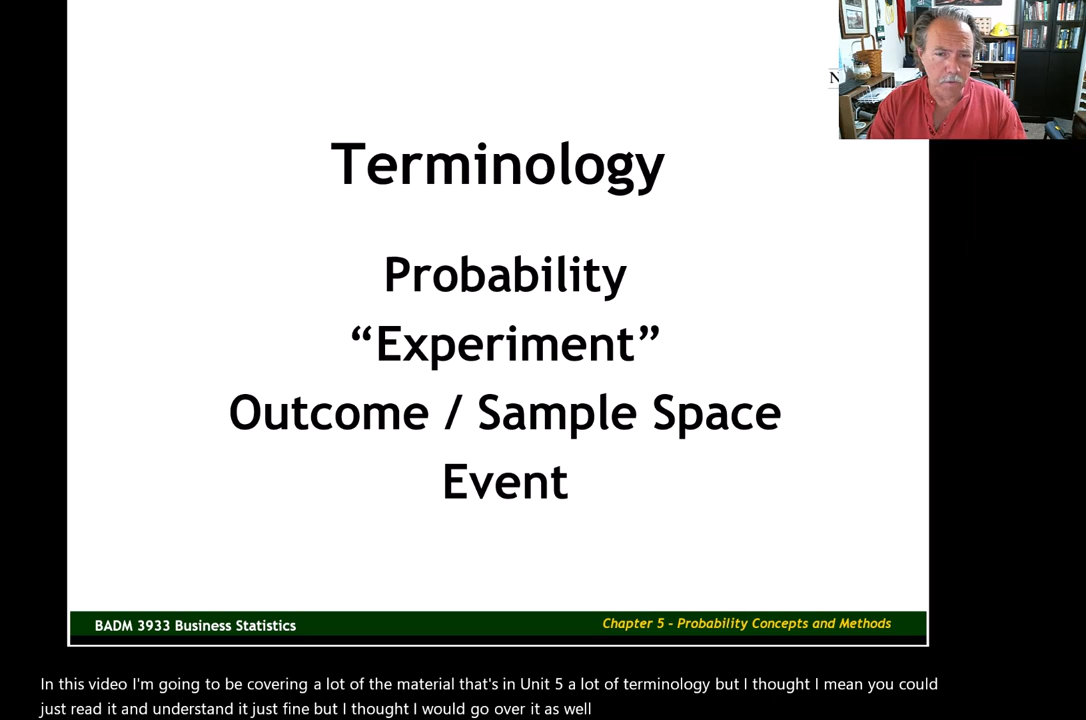 N
Terminology
Probability
“Experiment”
Outcome / Sample Space
Event
BADM 3933 Business Statistics
Chapter 5 - Probability Concepts and Methods
In this video I'm going to be covering a lot of the material that's in Unit 5 a lot of terminology but I thought I mean you could
just read it and understand it just fine but I thought I would go over it as well